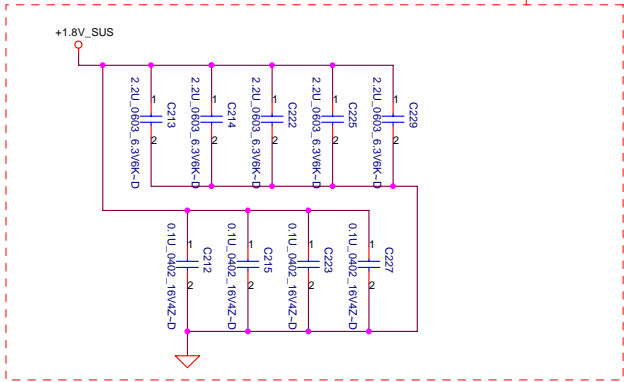 +1.8V_SUS
2.2U_0603_6.3V6K~D
1
2
C213
2.2U_0603_6.3V6K~D
1
2
C214
2.2U_0603_6.3V6K~D
1
2
C222
2.2U_0603_6.3V6K~D
1
2
C225
2.2U_0603_6.3V6K~D
1
2
C229
0.1U_0402_16V4Z~D
1
2
C212
0.1U_0402_16V4Z~D
1
2
C215
0.1U_0402_16V4Z~D
1
2
C223
0.1U_0402_16V4Z~D
1
2
C227